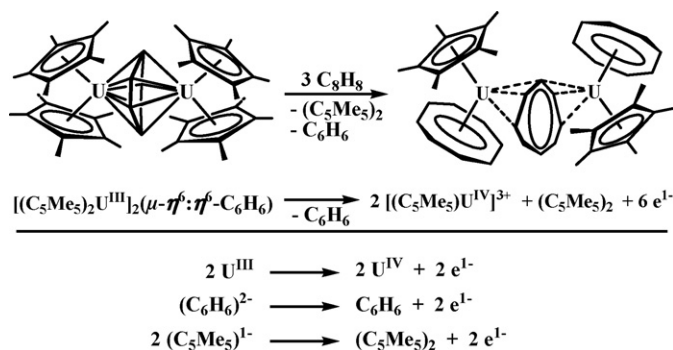 U U
3 C₈H₈
- (C₅Me₅)₂
- C₆H₆
U U
[(C₅Me₅)₂Uᴵᴵᴵ]₂(μ-η⁶:η⁶-C₆H₆) ⟶ 2 [(C₅Me₅)Uᴵⱽ]³⁺ + (C₅Me₅)₂ + 6 e¹⁻
- C₆H₆
2 Uᴵᴵᴵ ⟶ 2 Uᴵⱽ + 2 e¹⁻
(C₆H₆)²⁻ ⟶ C₆H₆ + 2 e¹⁻
2 (C₅Me₅)¹⁻ ⟶ (C₅Me₅)₂ + 2 e¹⁻